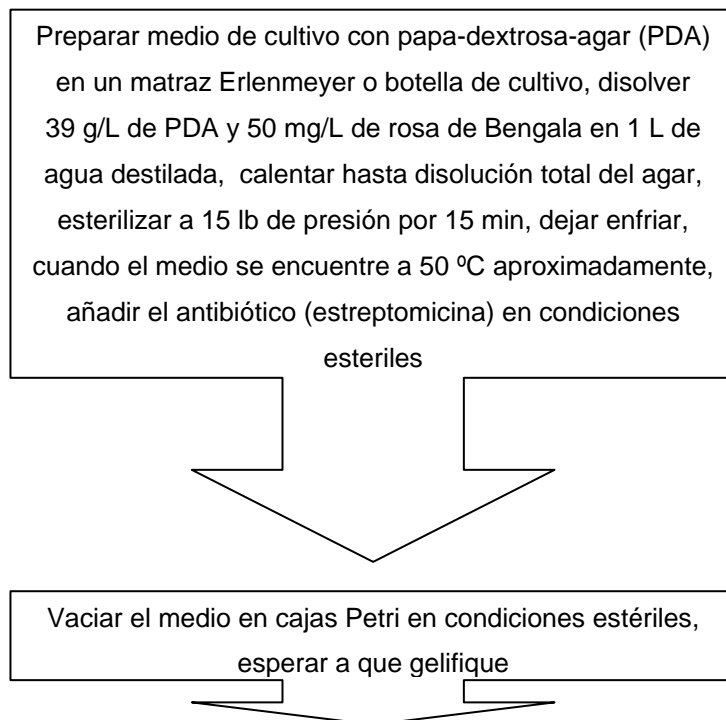 Preparar medio de cultivo con papa-dextrosa-agar (PDA)
en un matraz Erlenmeyer o botella de cultivo, disolver
39 g/L de PDA y 50 mg/L de rosa de Bengala en 1 L de
agua destilada, calentar hasta disolución total del agar,
esterilizar a 15 lb de presión por 15 min, dejar enfriar,
cuando el medio se encuentre a 50 ºC aproximadamente,
añadir el antibiótico (estreptomicina) en condiciones
esteriles
Vaciar el medio en cajas Petri en condiciones estériles,
esperar a que gelifique